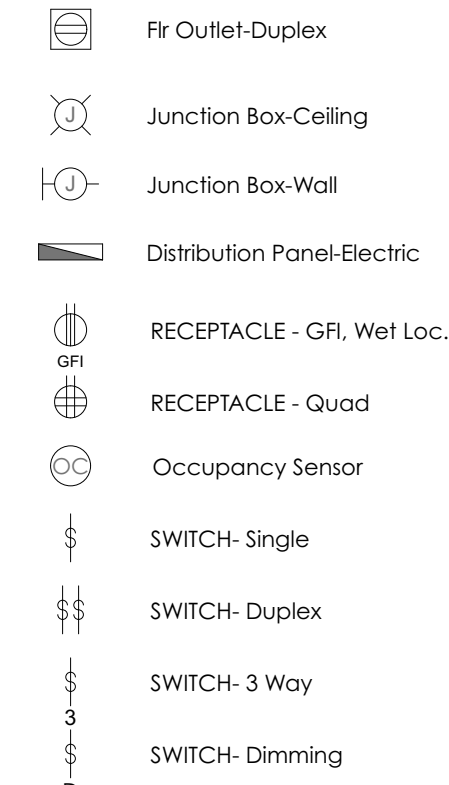 Flr Outlet-Duplex
J Junction Box-Ceiling
J Junction Box-Wall
Distribution Panel-Electric
RECEPTACLE - GFI, Wet Loc.
GFI
RECEPTACLE - Quad
OC Occupancy Sensor
$ SWITCH- Single
$$ SWITCH- Duplex
$ SWITCH- 3 Way
3
$ SWITCH- Dimming